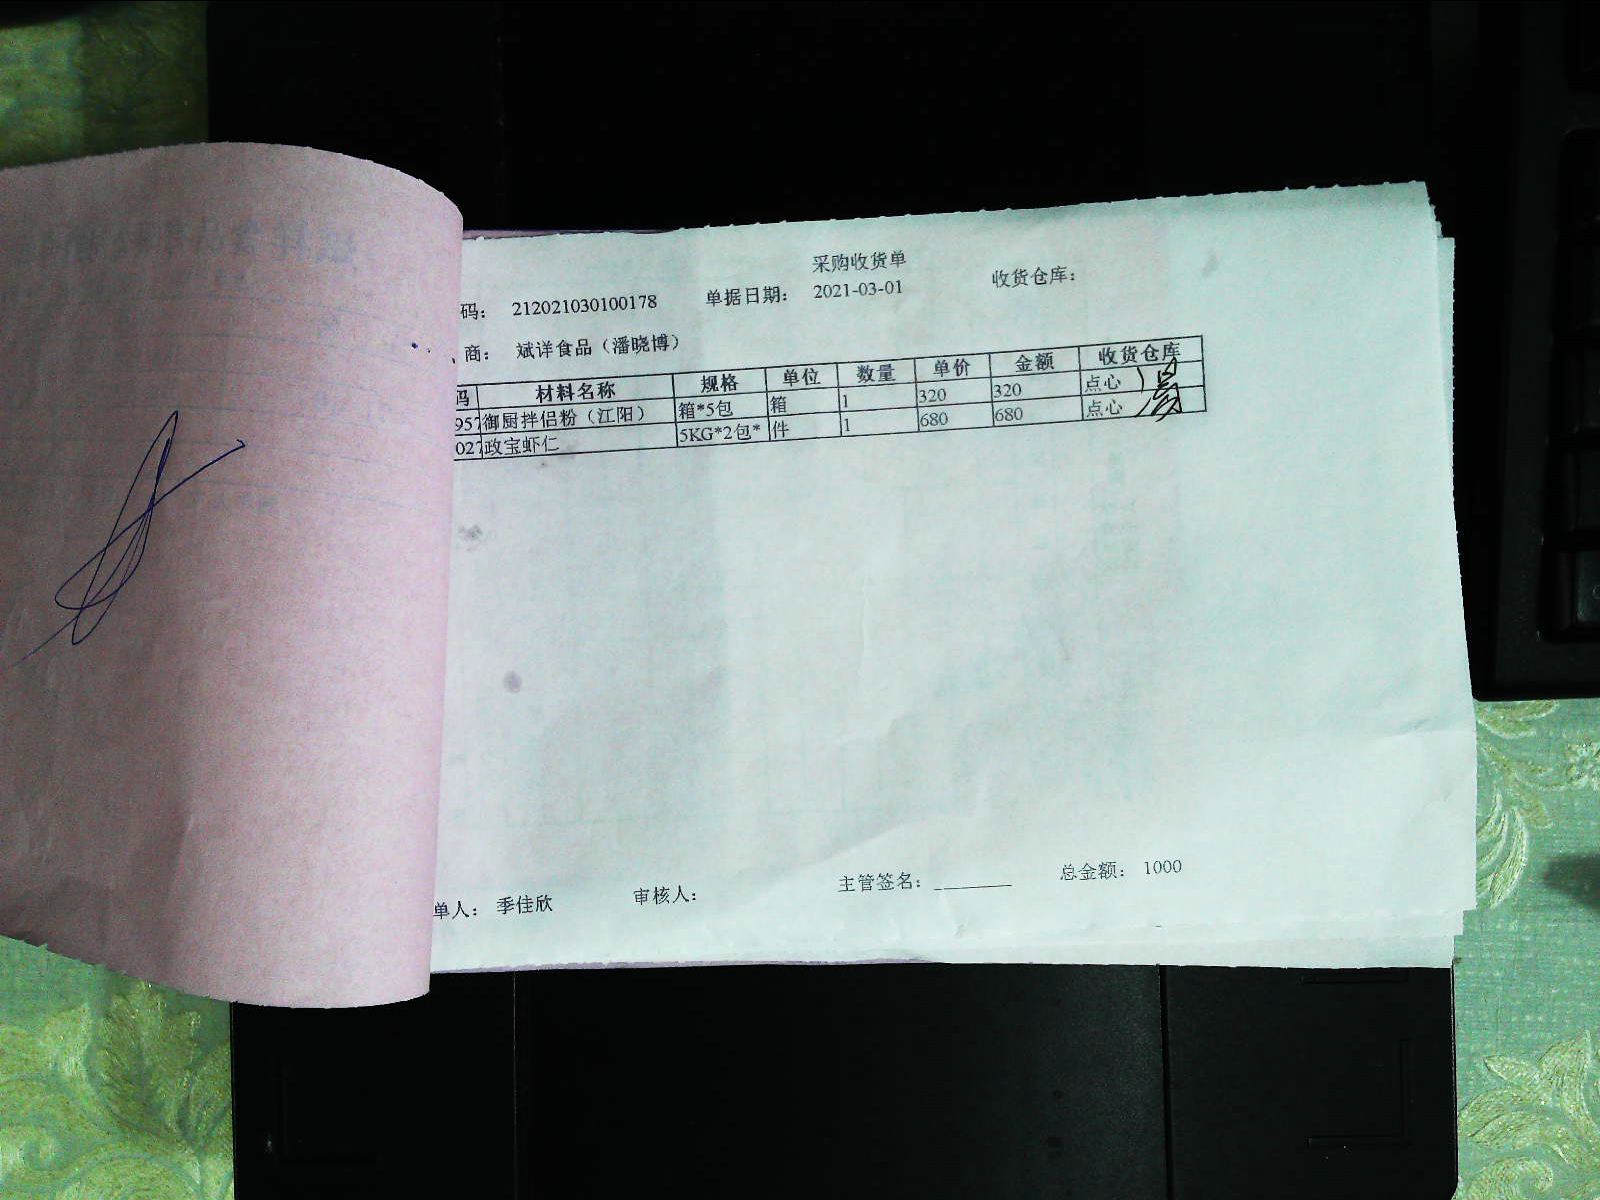 采购收货单
码： 212021030100178 单据日期： 2021-03-01 收货仓库：
商： 斌洋食品（潘晓博）
码 材料名称 规格 单位 数量 单价 金额 收货仓库
957 御厨拌侣粉（江阳） 箱*5包 箱 1 320 320 点心
027 政宝虾仁 5KG*2包* 件 1 680 680 点心
单人： 季佳欣 审核人： 主管签名： 总金额： 1000